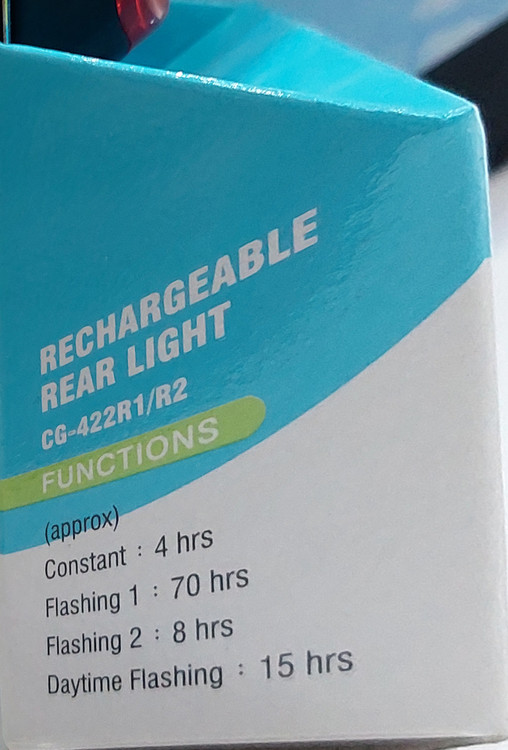 RECHARGEABLE
REAR LIGHT
CG-422R1/R2
FUNCTIONS
(approx)
Constant : 4 hrs
Flashing 1 : 70 hrs
Flashing 2 : 8 hrs
Daytime Flashing : 15 hrs